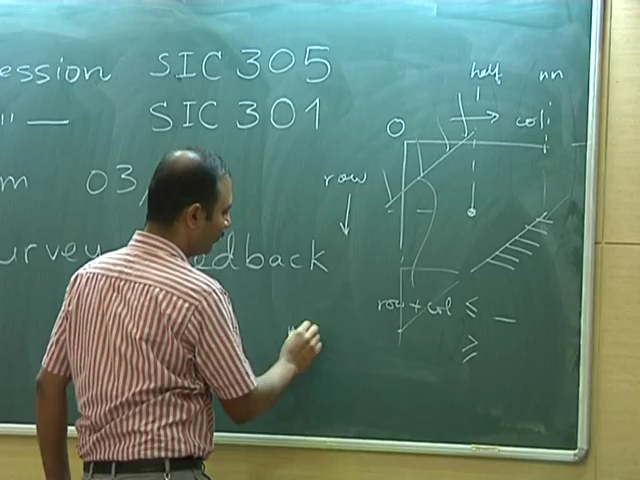 ession SIC 305
" — SIC 301
m 03,
urvey feedback
half nn
0 col
row
row + col ≤ _
≥